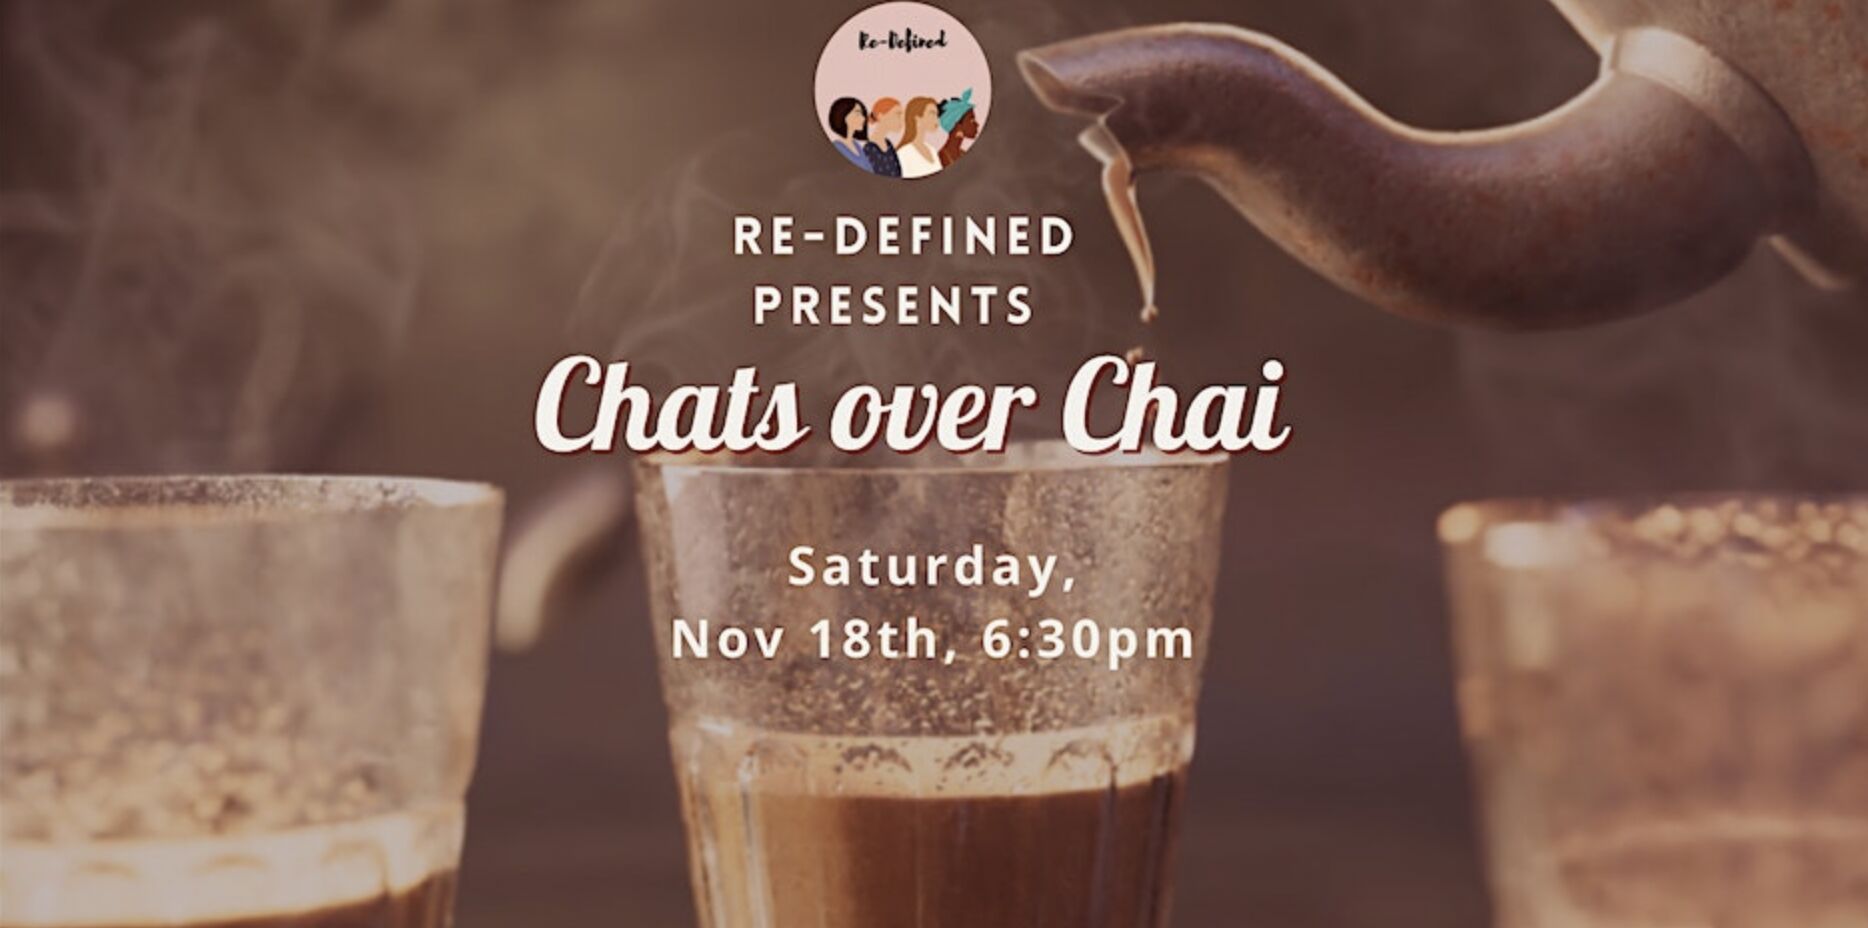 Re-Defined
RE-DEFINED
PRESENTS
Chats over Chai
Saturday,
Nov 18th, 6:30pm